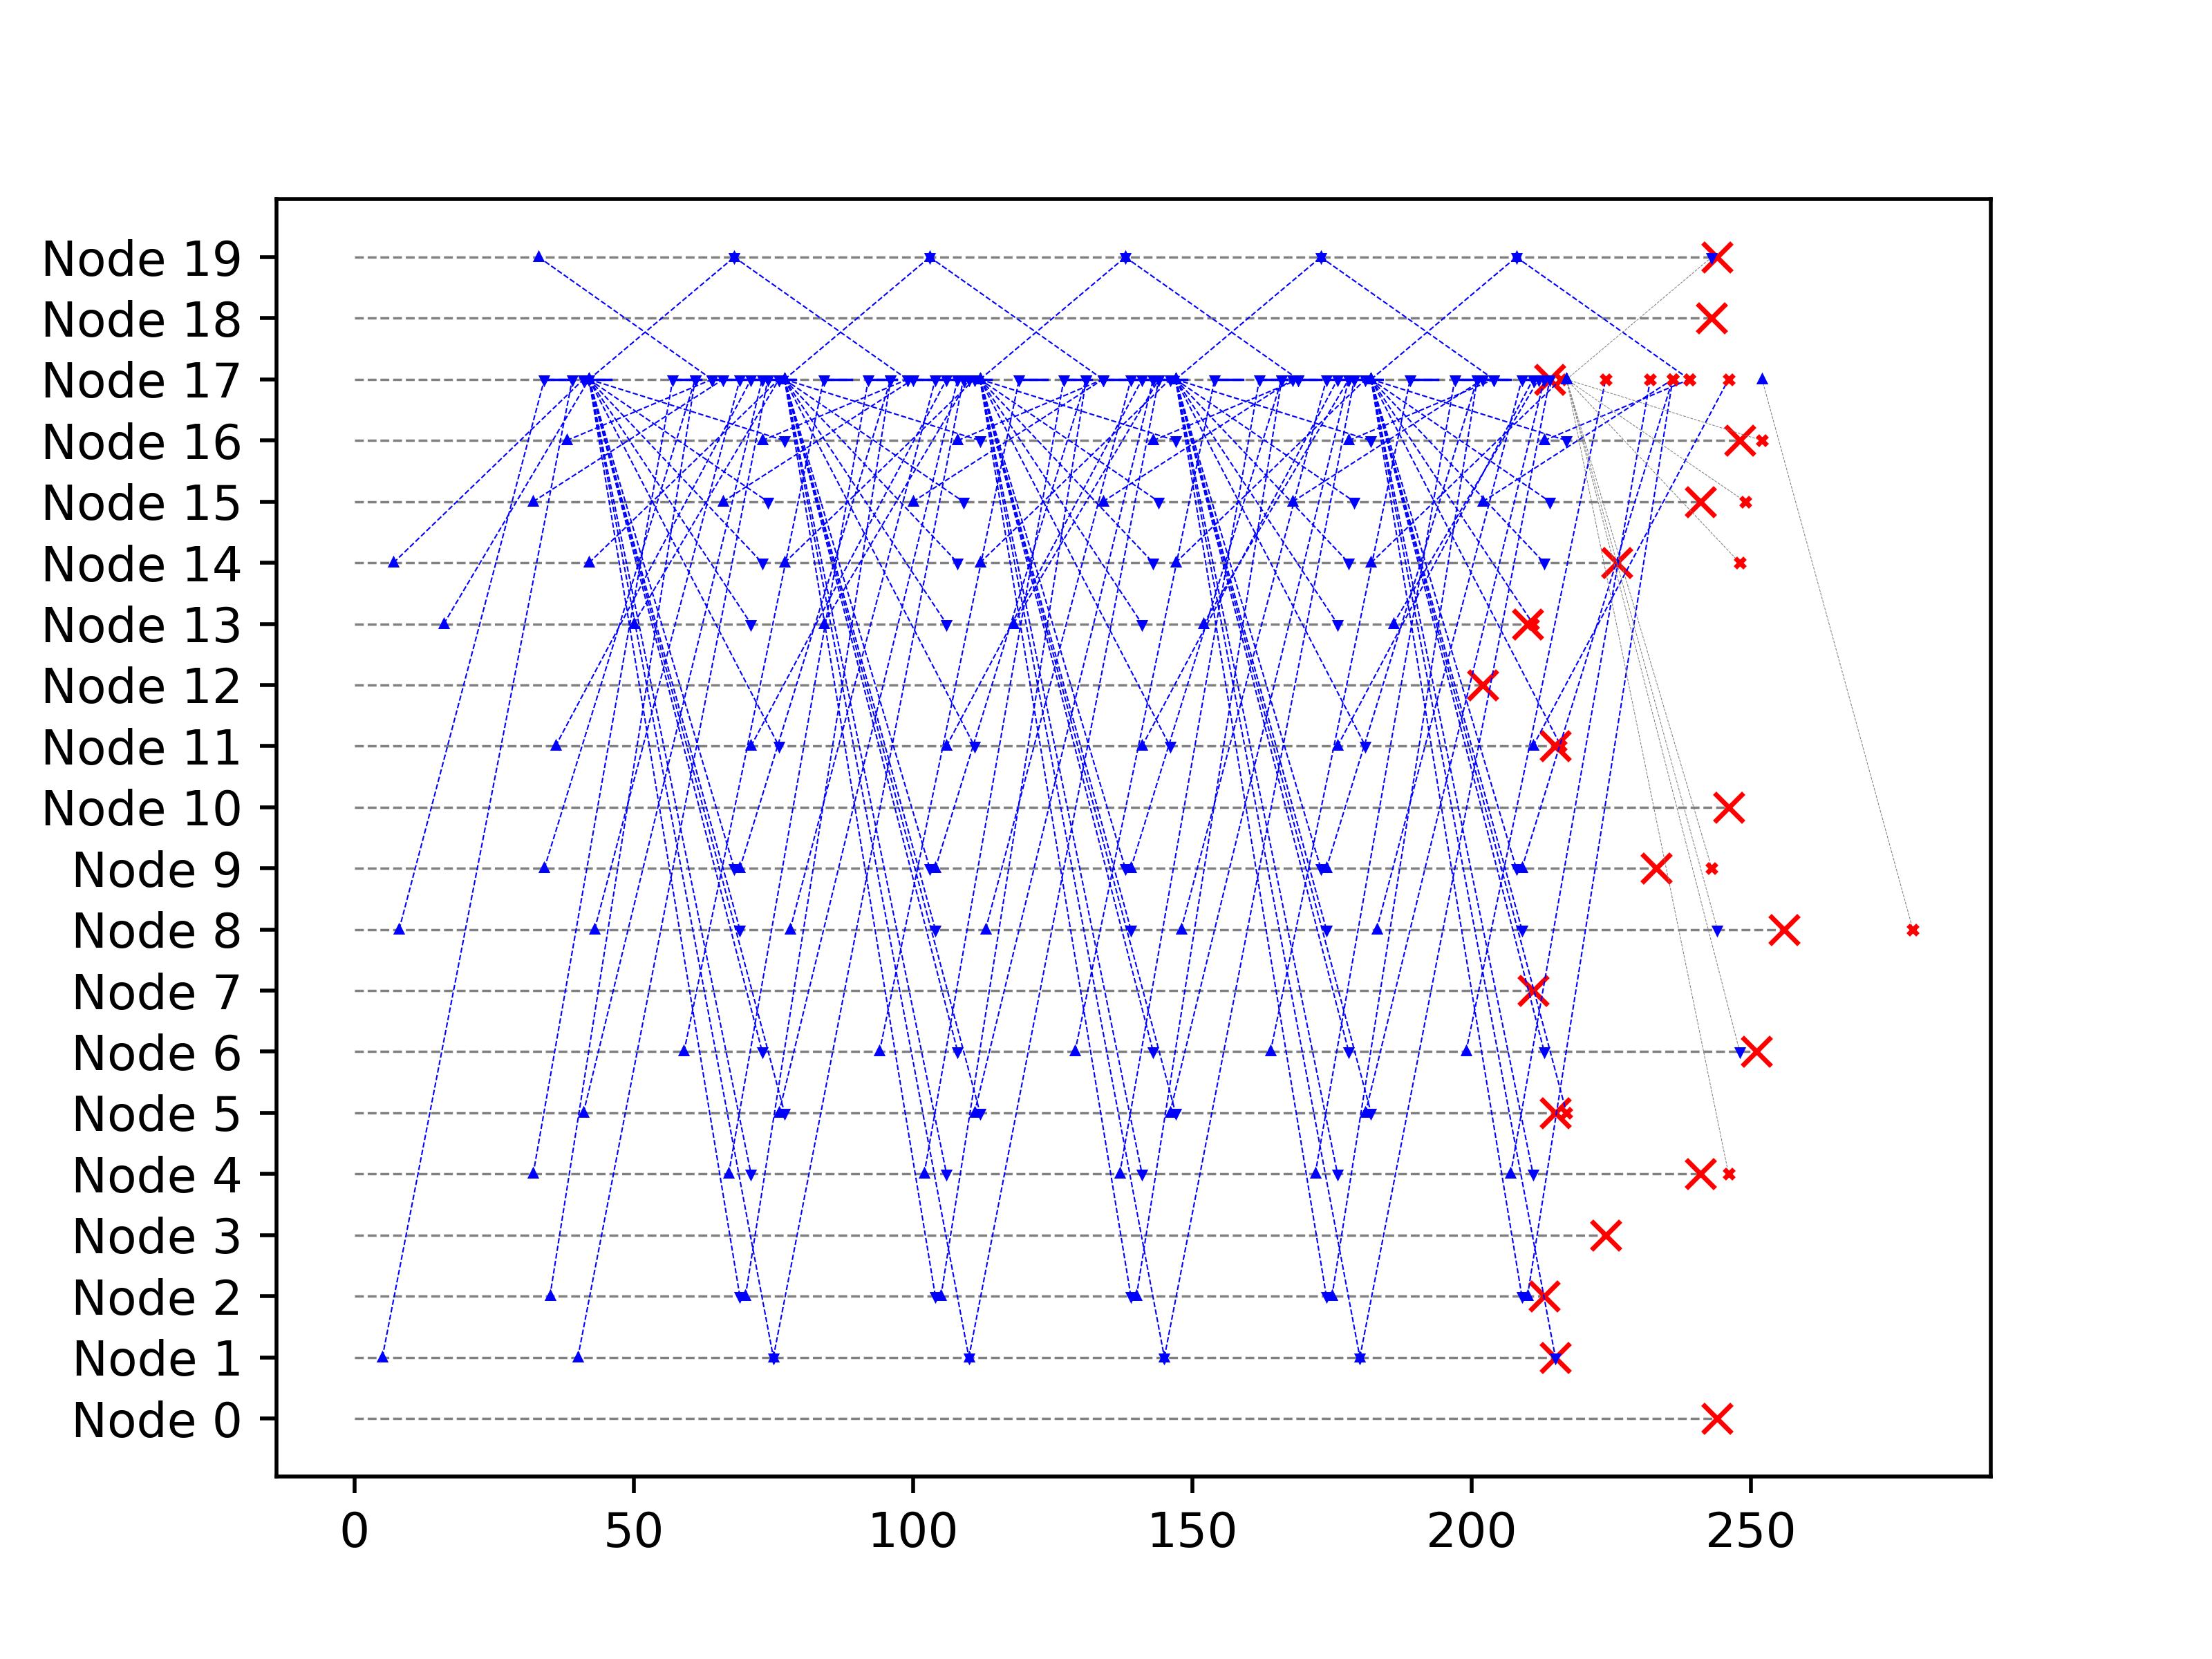 Node 19
Node 18
Node 17
Node 16
Node 15
Node 14
Node 13
Node 12
Node 11
Node 10
Node 9
Node 8
Node 7
Node 6
Node 5
Node 4
Node 3
Node 2
Node 1
Node 0
0 50 100 150 200 250